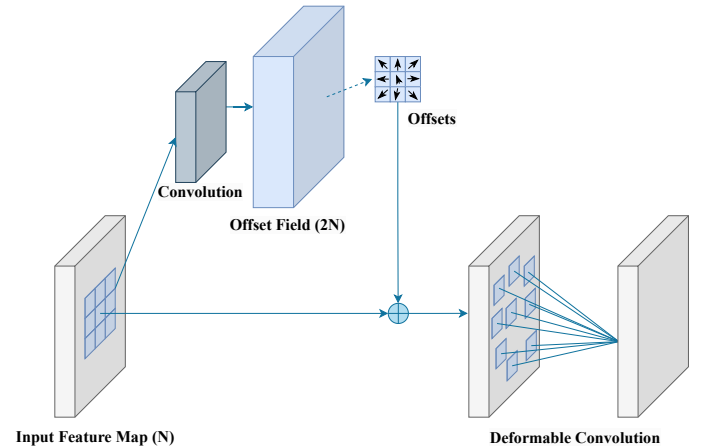 Offsets
Convolution
Offset Field (2N)
Input Feature Map (N)
Deformable Convolution